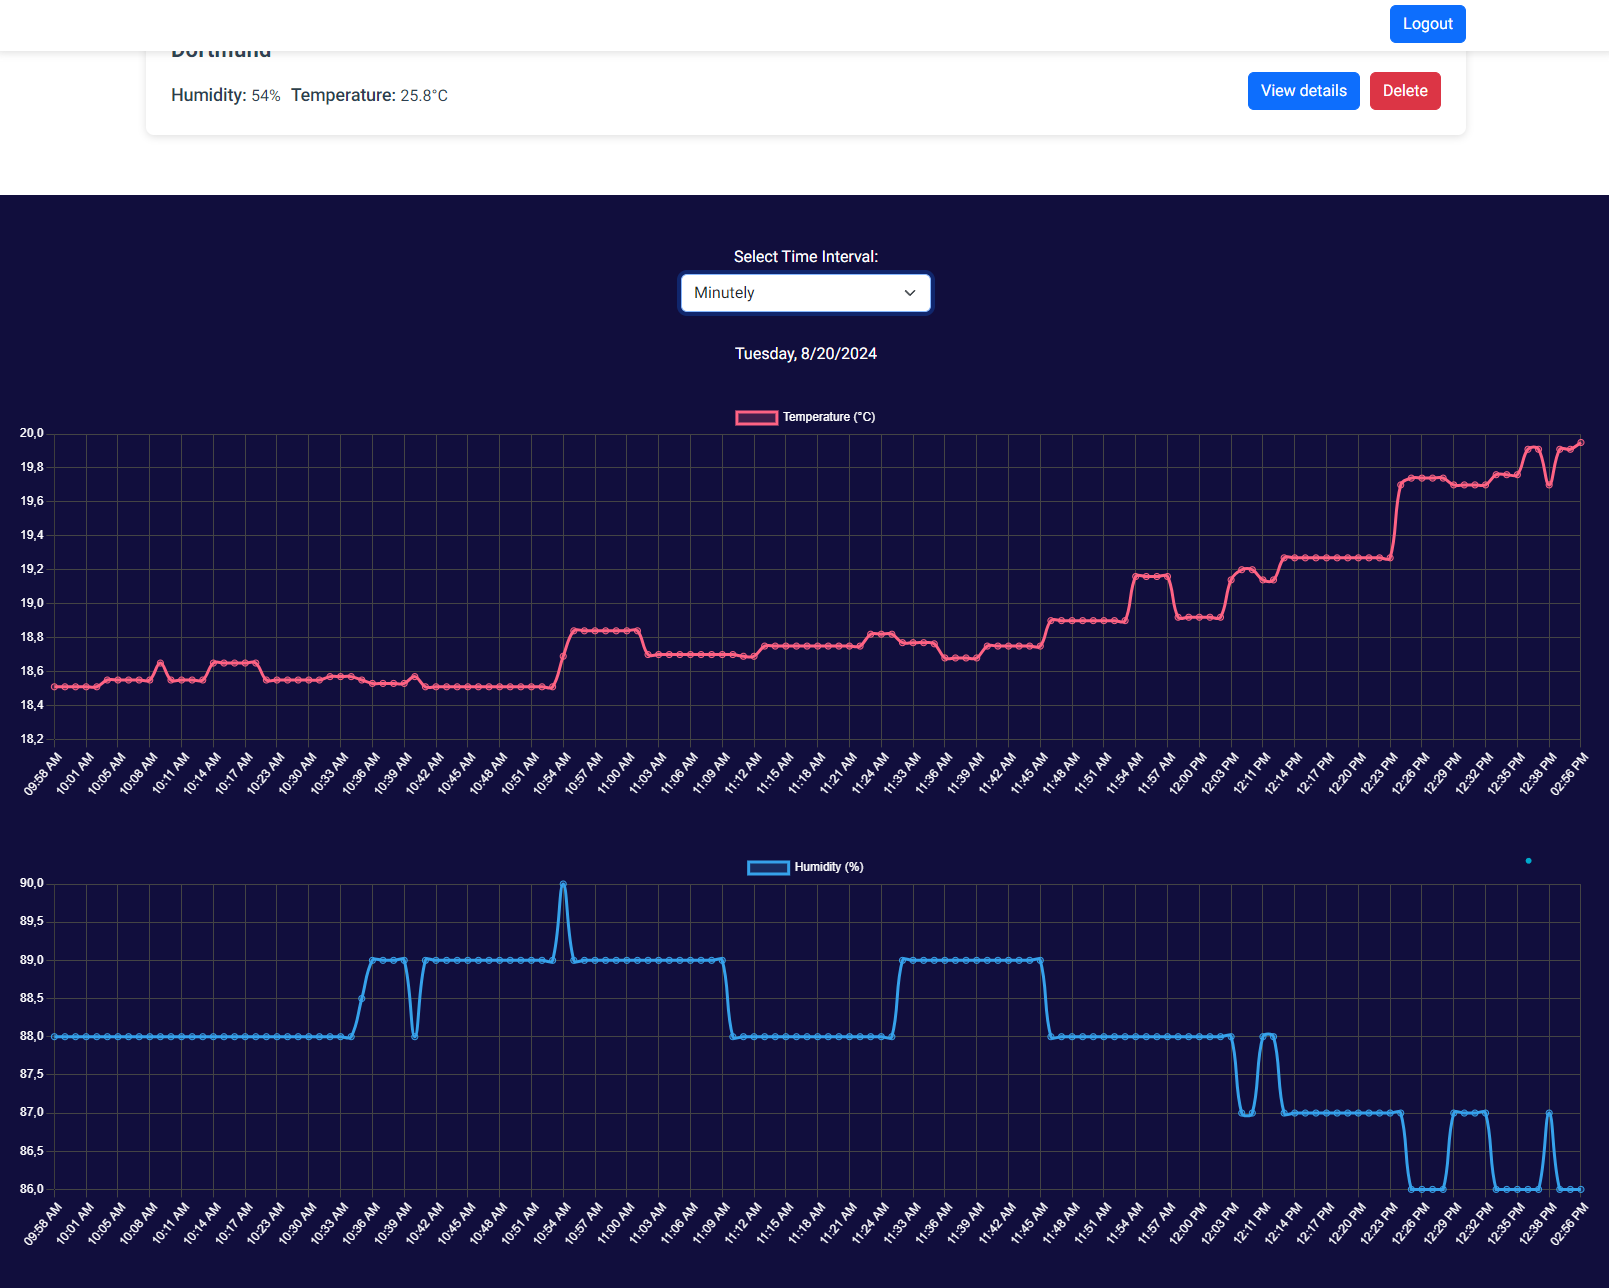 Logout
Dortmund
Humidity: 54% Temperature: 25.8°C
View details
Delete
Select Time Interval:
Minutely
Tuesday, 8/20/2024
Temperature (°C)
20,0
19,8
19,6
19,4
19,2
19,0
18,8
18,6
18,4
18,2
09:58 AM 10:01 AM 10:05 AM 10:08 AM 10:11 AM 10:14 AM 10:17 AM 10:23 AM 10:30 AM 10:33 AM 10:36 AM 10:39 AM 10:42 AM 10:45 AM 10:48 AM 10:51 AM 10:54 AM 10:57 AM 11:00 AM 11:03 AM 11:06 AM 11:09 AM 11:12 AM 11:15 AM 11:18 AM 11:21 AM 11:24 AM 11:33 AM 11:36 AM 11:39 AM 11:42 AM 11:45 AM 11:48 AM 11:51 AM 11:54 AM 11:57 AM 12:00 PM 12:03 PM 12:11 PM 12:14 PM 12:17 PM 12:20 PM 12:23 PM 12:26 PM 12:29 PM 12:32 PM 12:35 PM 12:38 PM 02:56 PM
Humidity (%)
90,0
89,5
89,0
88,5
88,0
87,5
87,0
86,5
86,0
09:58 AM 10:01 AM 10:05 AM 10:08 AM 10:11 AM 10:14 AM 10:17 AM 10:23 AM 10:30 AM 10:33 AM 10:36 AM 10:39 AM 10:42 AM 10:45 AM 10:48 AM 10:51 AM 10:54 AM 10:57 AM 11:00 AM 11:03 AM 11:06 AM 11:09 AM 11:12 AM 11:15 AM 11:18 AM 11:21 AM 11:24 AM 11:33 AM 11:36 AM 11:39 AM 11:42 AM 11:45 AM 11:48 AM 11:51 AM 11:54 AM 11:57 AM 12:00 PM 12:03 PM 12:11 PM 12:14 PM 12:17 PM 12:20 PM 12:23 PM 12:26 PM 12:29 PM 12:32 PM 12:35 PM 12:38 PM 02:56 PM